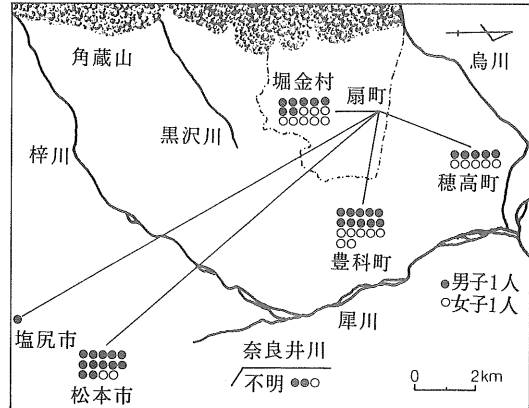 角蔵山
烏川
堀金村
扇町
黒沢川
梓川
穂高町
豊科町
男子1人
女子1人
塩尻市
犀川
奈良井川
不明
松本市
0 2km